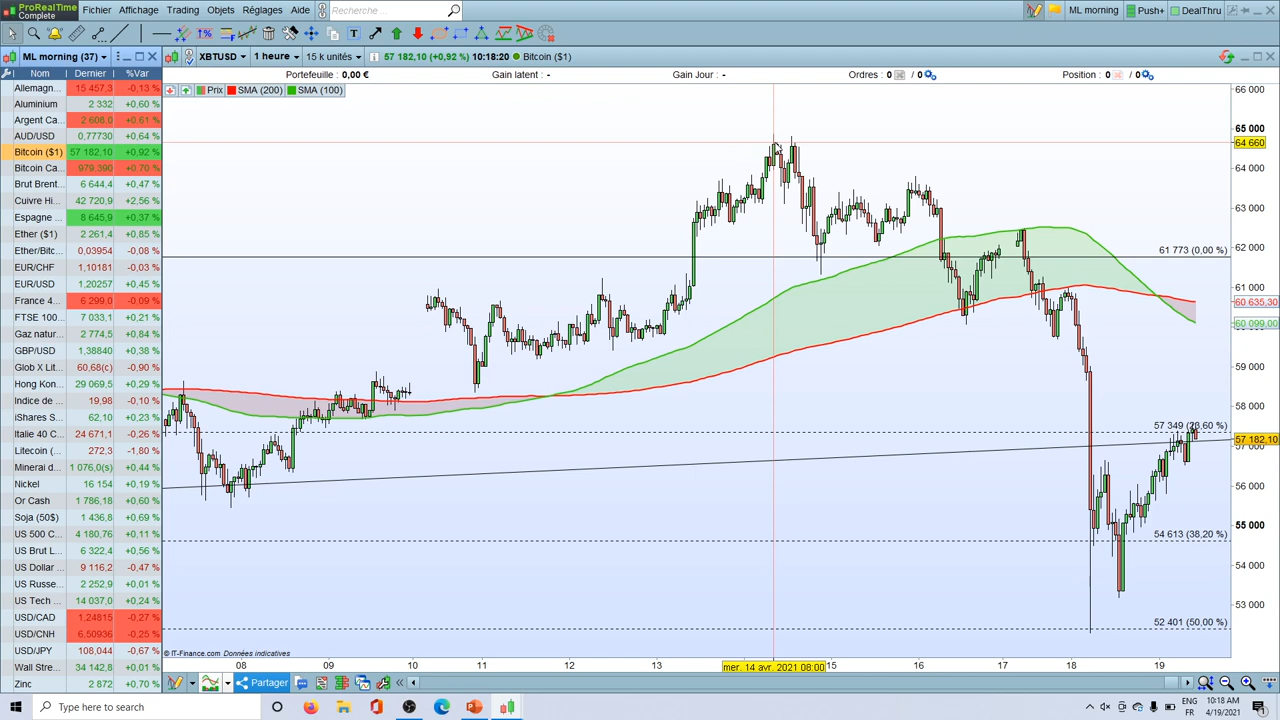 ProRealTime
Complete
Fichier Affichage Trading Objets Réglages Aide Recherche ... ML morning Push+ DealThru
ML morning (37) XBTUSD 1 heure 15 k unités 57 182,10 (+0,92 %) 10:18:20 Bitcoin ($1)
Nom Dernier %Var
Portefeuille : 0,00 € Gain latent : - Gain Jour : - Ordres : 0 / 0 Position : 0 / 0
Prix SMA (200) SMA (100)
Allemagn... 15 457,3 -0,13 %
Aluminium 2 332 +0,60 %
Argent Ca... 2 608,0 +0,61 %
AUD/USD 0,77730 +0,64 %
Bitcoin ($1) 57 182,10 +0,92 %
Bitcoin Ca... 979,390 +0,70 %
Brut Brent... 6 644,4 +0,47 %
Cuivre Hi... 42 720,9 +2,56 %
Espagne ... 8 645,9 +0,37 %
Ether ($1) 2 261,4 +0,85 %
Ether/Bitc... 0,03954 -0,08 %
EUR/CHF 1,10181 -0,03 %
EUR/USD 1,20257 +0,45 %
France 4... 6 299,0 -0,09 %
FTSE 100... 7 033,1 +0,21 %
Gaz natur... 2 774,5 +0,84 %
GBP/USD 1,38840 +0,38 %
Glob X Lit... 60,68(c) -0,90 %
Hong Kon... 29 069,5 +0,29 %
Indice de ... 19,98 -0,10 %
iShares S... 62,10 +0,23 %
Italie 40 C... 24 671,1 -0,26 %
Litecoin (... 272,3 -1,80 %
Minerai d... 1 076,0(s) +0,44 %
Nickel 16 154 +0,19 %
Or Cash 1 786,18 +0,60 %
Soja (50$) 1 436,8 +0,69 %
US 500 C... 4 180,76 +0,11 %
US Brut L... 6 322,4 +0,56 %
US Dollar ... 9 116,2 -0,47 %
US Russe... 2 252,9 +0,01 %
US Tech ... 14 037,0 +0,24 %
USD/CAD 1,24815 -0,27 %
USD/CNH 6,50936 -0,25 %
USD/JPY 108,044 -0,67 %
Wall Stre... 34 142,8 +0,01 %
Zinc 2 872 +0,70 %
66 000
65 000
64 660
64 000
63 000
62 000
61 773 (0,00 %)
61 000
60 635,30
60 099,00
59 000
58 000
57 349 (23,60 %)
57 182,10
57 000
56 000
55 000
54 613 (38,20 %)
54 000
53 000
52 401 (50,00 %)
© IT-Finance.com Données indicatives
08 09 10 11 12 13 mer. 14 avr. 2021 08:00 15 16 17 18 19
Partager
Type here to search
ENG
FR
10:18 AM
4/19/2021
1